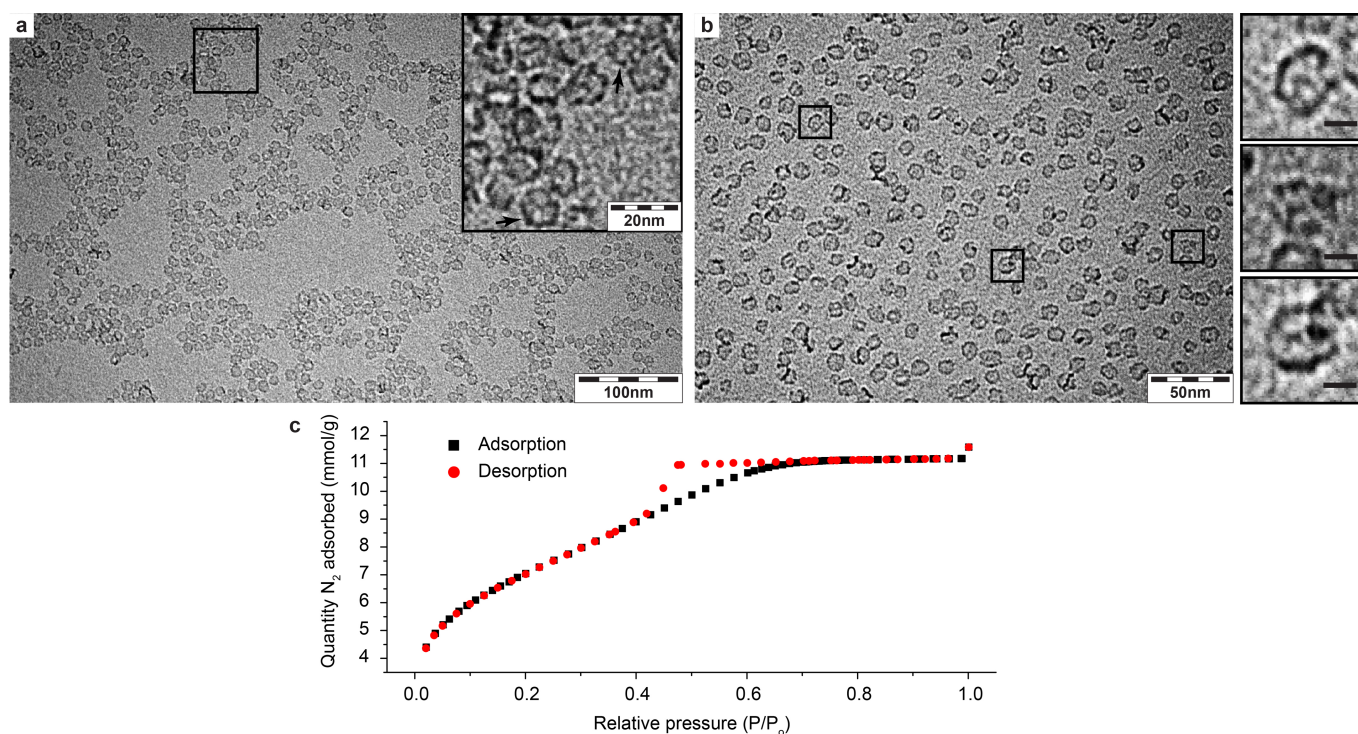 a
20nm
100nm
b
50nm
c
Quantity N₂ adsorbed (mmol/g)
12
11
10
9
8
7
6
5
4
Adsorption
Desorption
0.0 0.2 0.4 0.6 0.8 1.0
Relative pressure (P/Pₒ)